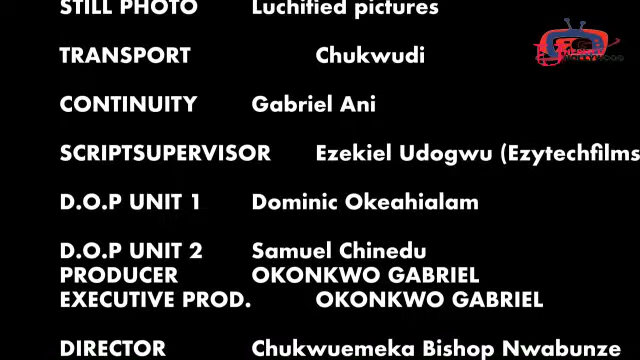 STILL PHOTO Luchified pictures
TRANSPORT Chukwudi
CONTINUITY Gabriel Ani
SCRIPTSUPERVISOR Ezekiel Udogwu (Ezytechfilms
D.O.P UNIT 1 Dominic Okeahialam
D.O.P UNIT 2 Samuel Chinedu
PRODUCER OKONKWO GABRIEL
EXECUTIVE PROD. OKONKWO GABRIEL
DIRECTOR Chukwuemeka Bishop Nwabunze